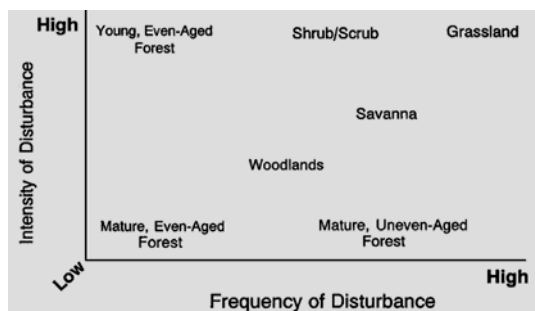 High
Young, Even-Aged
Forest
Shrub/Scrub
Grassland
Savanna
Woodlands
Mature, Even-Aged
Forest
Mature, Uneven-Aged
Forest
Intensity of Disturbance
Low
High
Frequency of Disturbance